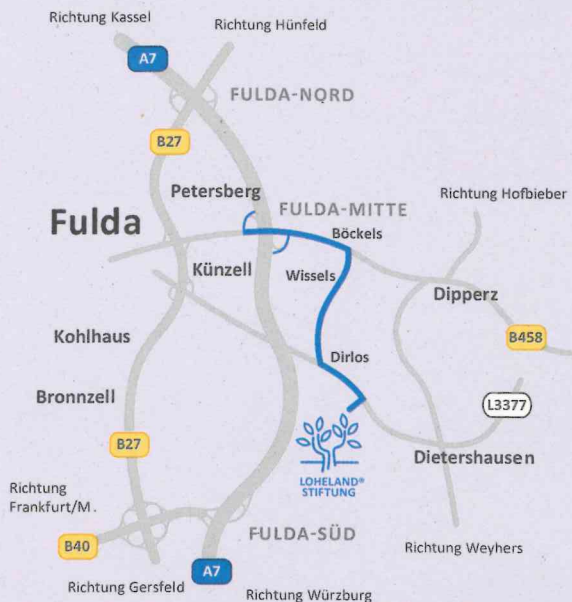 Richtung Kassel
Richtung Hünfeld
A7
FULDA-NORD
B27
Petersberg
Richtung Hofbieber
FULDA-MITTE
Fulda
Böckels
Künzell
Wissels
Dipperz
Kohlhaus
B458
Dirlos
Bronnzell
L3377
B27
Dietershausen
LOHELAND®
STIFTUNG
Richtung
Frankfurt/M.
FULDA-SÜD
B40
Richtung Weyhers
A7
Richtung Gersfeld
Richtung Würzburg